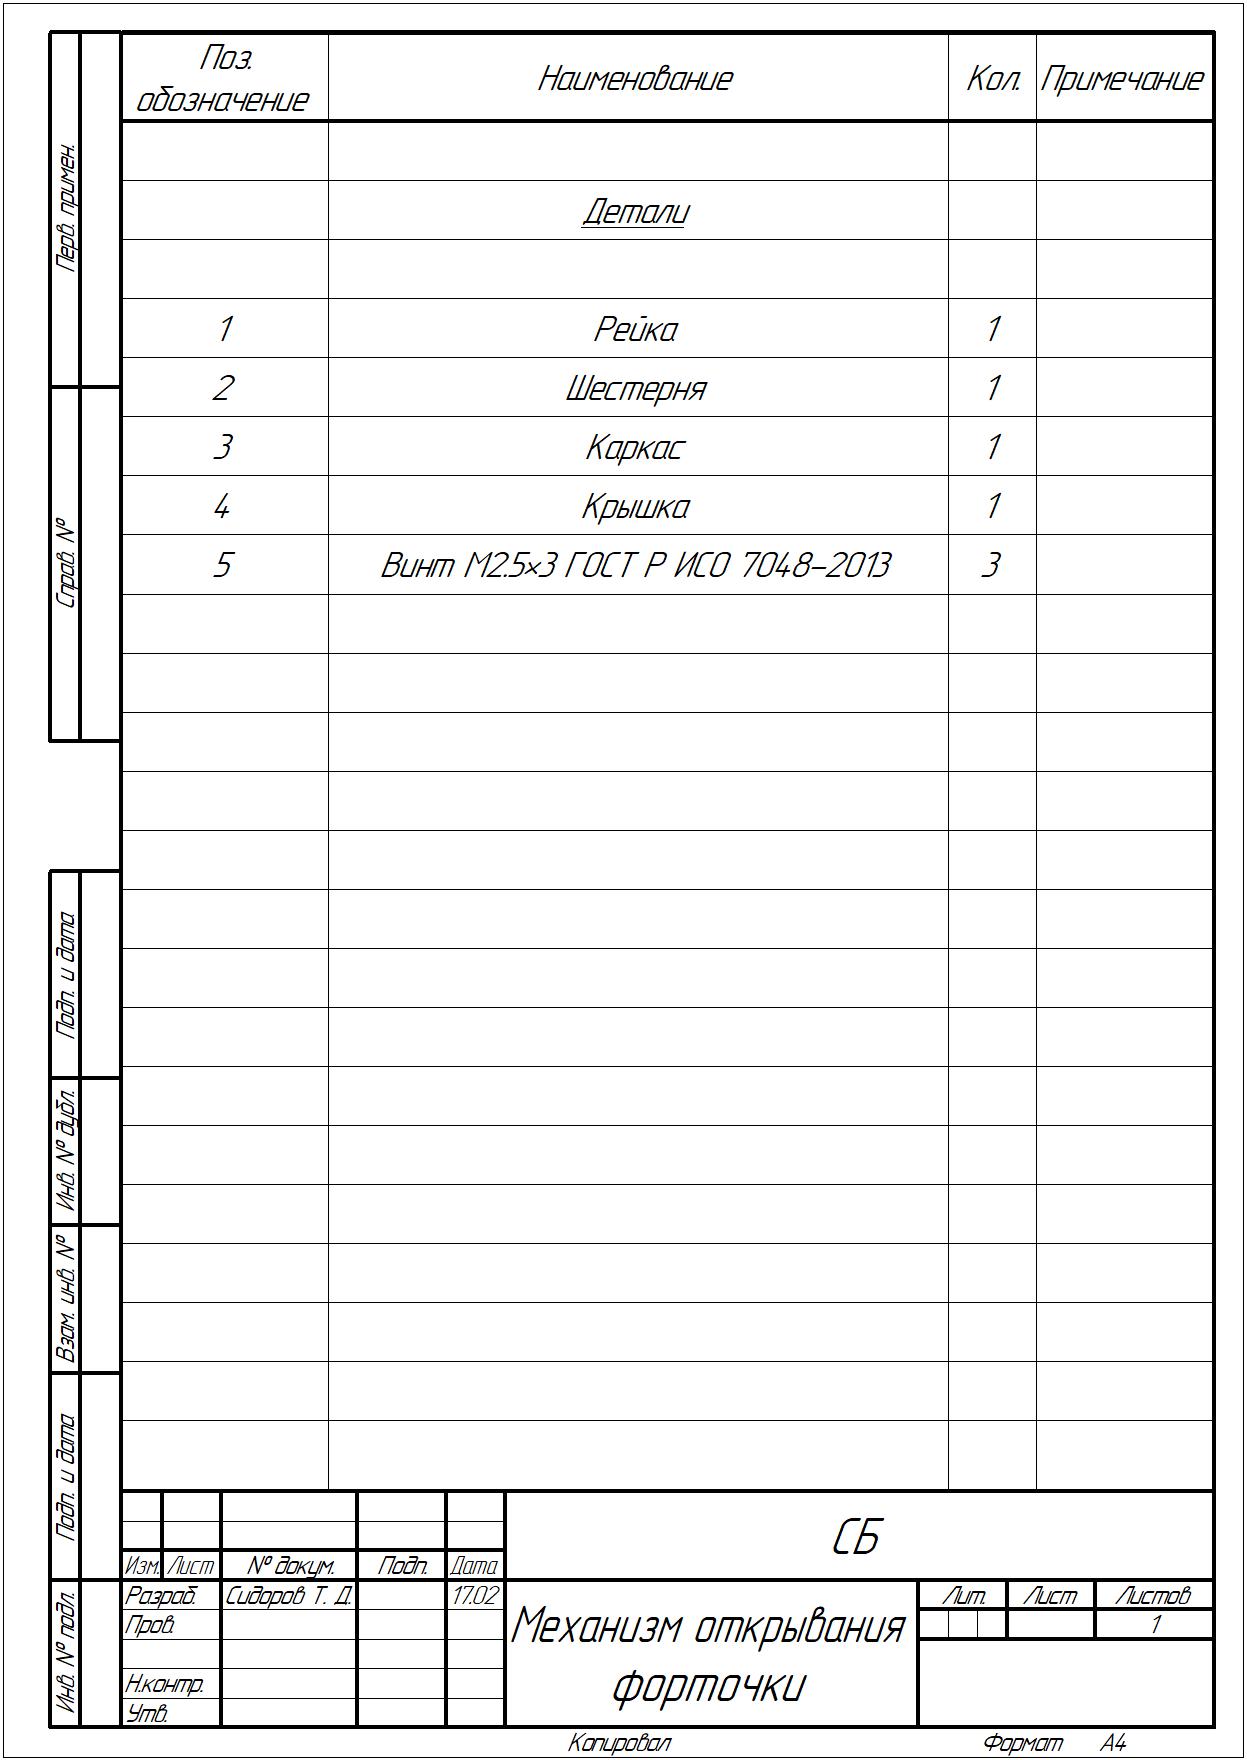 Поз.
обозначение
Наименование
Кол.
Примечание
Детали
1 Рейка 1
2 Шестерня 1
3 Каркас 1
4 Крышка 1
5 Винт М2.5×3 ГОСТ Р ИСО 7048-2013 3
Перв. примен.
Справ. №
Подп. и дата
Инв. № дубл.
Взам. инв. №
Подп. и дата
Инв. № подл.
СБ
Изм. Лист № докум. Подп. Дата
Разраб. Сидоров Т. Д. 17.02
Пров.
Н.контр.
Утв.
Механизм открывания
форточки
Лит. Лист Листов
1
Копировал Формат А4